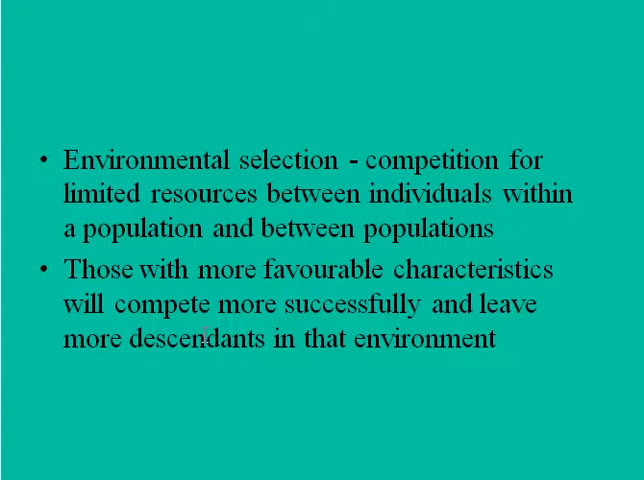 • Environmental selection - competition for
limited resources between individuals within
a population and between populations
• Those with more favourable characteristics
will compete more successfully and leave
more descendants in that environment